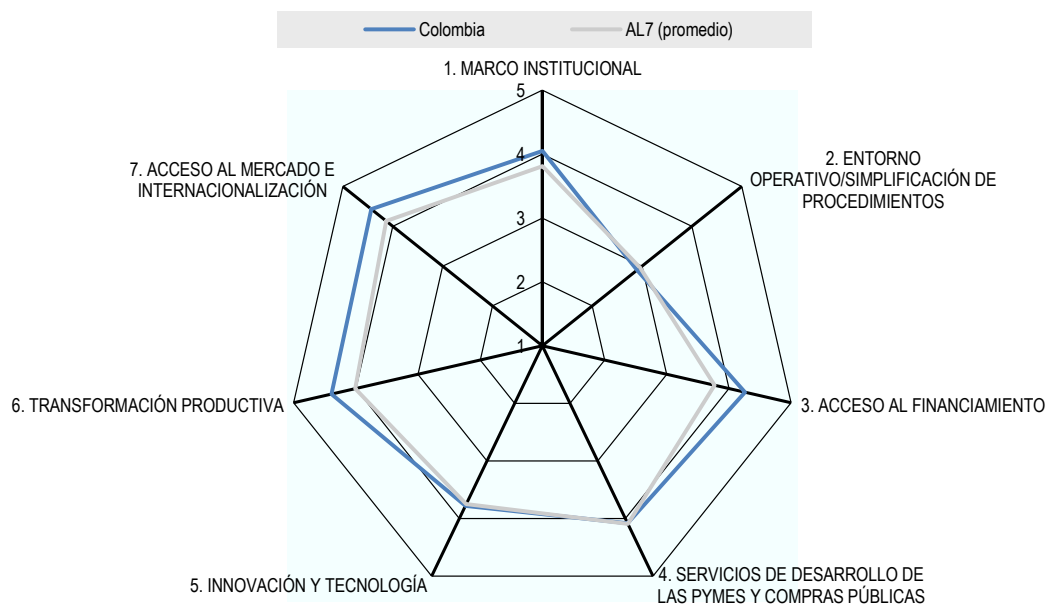 Colombia
AL7 (promedio)
1. MARCO INSTITUCIONAL
5
4
3
2
1
2. ENTORNO
OPERATIVO/SIMPLIFICACIÓN DE
PROCEDIMIENTOS
3. ACCESO AL FINANCIAMIENTO
4. SERVICIOS DE DESARROLLO DE
LAS PYMES Y COMPRAS PÚBLICAS
5. INNOVACIÓN Y TECNOLOGÍA
6. TRANSFORMACIÓN PRODUCTIVA
7. ACCESO AL MERCADO E
INTERNACIONALIZACIÓN